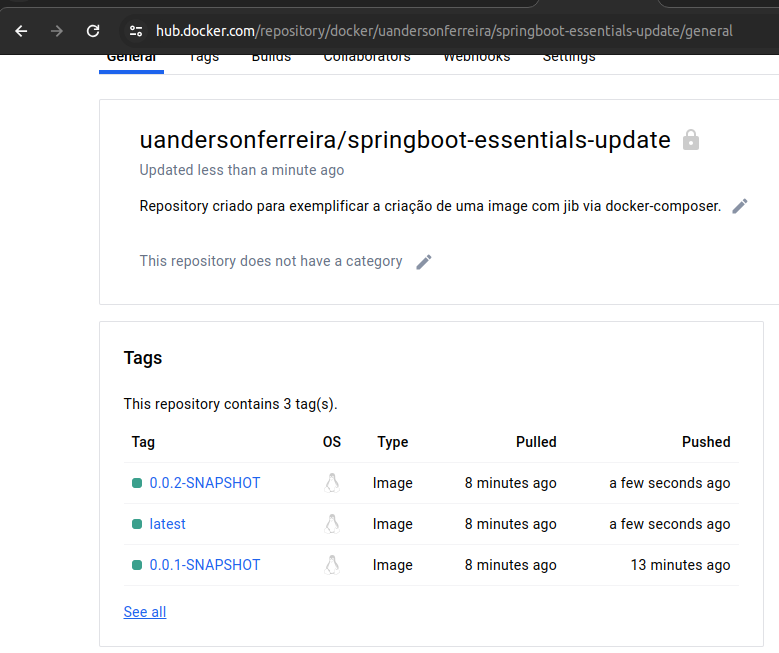 hub.docker.com/repository/docker/uandersonferreira/springboot-essentials-update/general
General Tags Builds Collaborators Webhooks Settings
uandersonferreira/springboot-essentials-update
Updated less than a minute ago
Repository criado para exemplificar a criação de uma image com jib via docker-composer.
This repository does not have a category
Tags
This repository contains 3 tag(s).
Tag OS Type Pulled Pushed
0.0.2-SNAPSHOT Image 8 minutes ago a few seconds ago
latest Image 8 minutes ago a few seconds ago
0.0.1-SNAPSHOT Image 8 minutes ago 13 minutes ago
See all